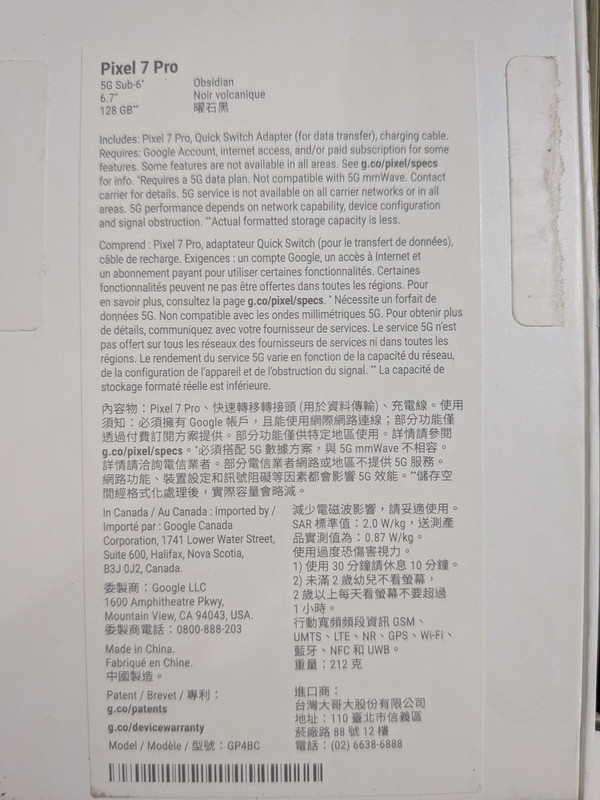 Pixel 7 Pro
5G Sub-6*
6.7"
128 GB**
Obsidian
Noir volcanique
曜石黑
Includes: Pixel 7 Pro, Quick Switch Adapter (for data transfer), charging cable.
Requires: Google Account, internet access, and/or paid subscription for some
features. Some features are not available in all areas. See g.co/pixel/specs
for info. *Requires a 5G data plan. Not compatible with 5G mmWave. Contact
carrier for details. 5G service is not available on all carrier networks or in all
areas. 5G performance depends on network capability, device configuration
and signal obstruction. **Actual formatted storage capacity is less.
Comprend : Pixel 7 Pro, adaptateur Quick Switch (pour le transfert de données),
câble de recharge. Exigences : un compte Google, un accès à Internet et
un abonnement payant pour utiliser certaines fonctionnalités. Certaines
fonctionnalités peuvent ne pas être offertes dans toutes les régions. Pour
en savoir plus, consultez la page g.co/pixel/specs. * Nécessite un forfait de
données 5G. Non compatible avec les ondes millimétriques 5G. Pour obtenir plus
de détails, communiquez avec votre fournisseur de services. Le service 5G n'est
pas offert sur tous les réseaux des fournisseurs de services ni dans toutes les
régions. Le rendement du service 5G varie en fonction de la capacité du réseau,
de la configuration de l'appareil et de l'obstruction du signal. ** La capacité de
stockage formaté réelle est inférieure.
內容物：Pixel 7 Pro、快速轉移轉接頭 (用於資料傳輸)、充電線。使用
須知：必須擁有 Google 帳戶，且能使用網際網路連線；部分功能僅
透過付費訂閱方案提供。部分功能僅供特定地區使用。詳情請參閱
g.co/pixel/specs。*必須搭配 5G 數據方案，與 5G mmWave 不相容。
詳情請洽詢電信業者。部分電信業者網路或地區不提供 5G 服務。
網路功能、裝置設定和訊號阻礙等因素都會影響 5G 效能。**儲存空
間經格式化處理後，實際容量會略減。
In Canada / Au Canada : Imported by /
Importé par : Google Canada
Corporation, 1741 Lower Water Street,
Suite 600, Halifax, Nova Scotia,
B3J 0J2, Canada.
委製商：Google LLC
1600 Amphitheatre Pkwy,
Mountain View, CA 94043, USA.
委製商電話：0800-888-203
Made in China.
Fabriqué en Chine.
中國製造。
Patent / Brevet / 專利：
g.co/patents
g.co/devicewarranty
Model / Modèle / 型號：GP4BC
減少電磁波影響，請妥適使用。
SAR 標準值：2.0 W/kg，送測產
品實測值為：0.87 W/kg。
使用過度恐傷害視力。
1) 使用 30 分鐘請休息 10 分鐘。
2) 未滿 2 歲幼兒不看螢幕，
2 歲以上每天看螢幕不要超過
1 小時。
行動寬頻頻段資訊 GSM、
UMTS、LTE、NR、GPS、Wi-Fi、
藍牙、NFC 和 UWB。
重量：212 克
進口商：
台灣大哥大股份有限公司
地址：110 臺北市信義區
菸廠路 88 號 12 樓
電話：(02) 6638-6888